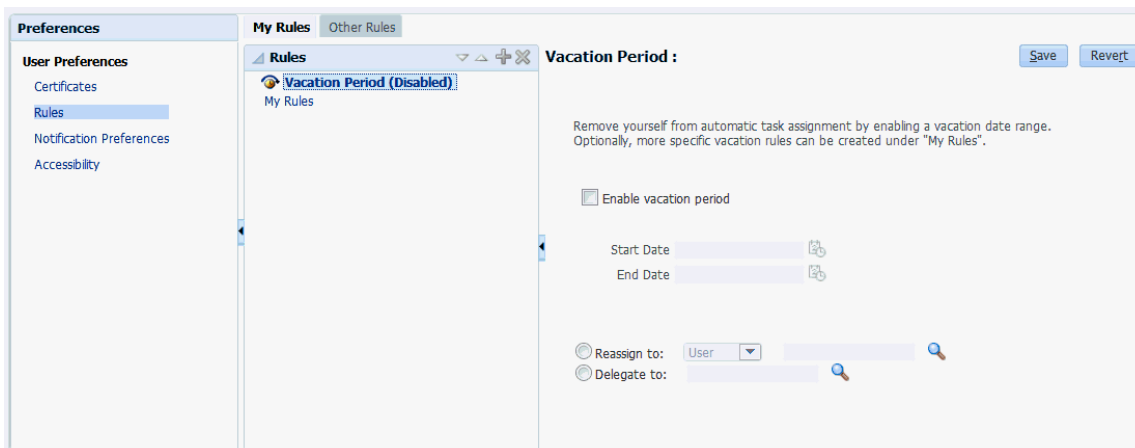 Preferences
User Preferences
Certificates
Rules
Notification Preferences
Accessibility
My Rules Other Rules
Rules
Vacation Period (Disabled)
My Rules
Vacation Period :
Save Revert
Remove yourself from automatic task assignment by enabling a vacation date range.
Optionally, more specific vacation rules can be created under "My Rules".
Enable vacation period
Start Date
End Date
Reassign to: User
Delegate to: